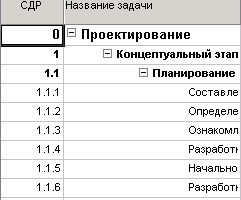 СДР Название задачи
0 Проектирование
1 Концептуальный этап
1.1 Планирование
1.1.1 Составле
1.1.2 Определе
1.1.3 Ознакомл
1.1.4 Разработ
1.1.5 Начально
1.1.6 Разработ